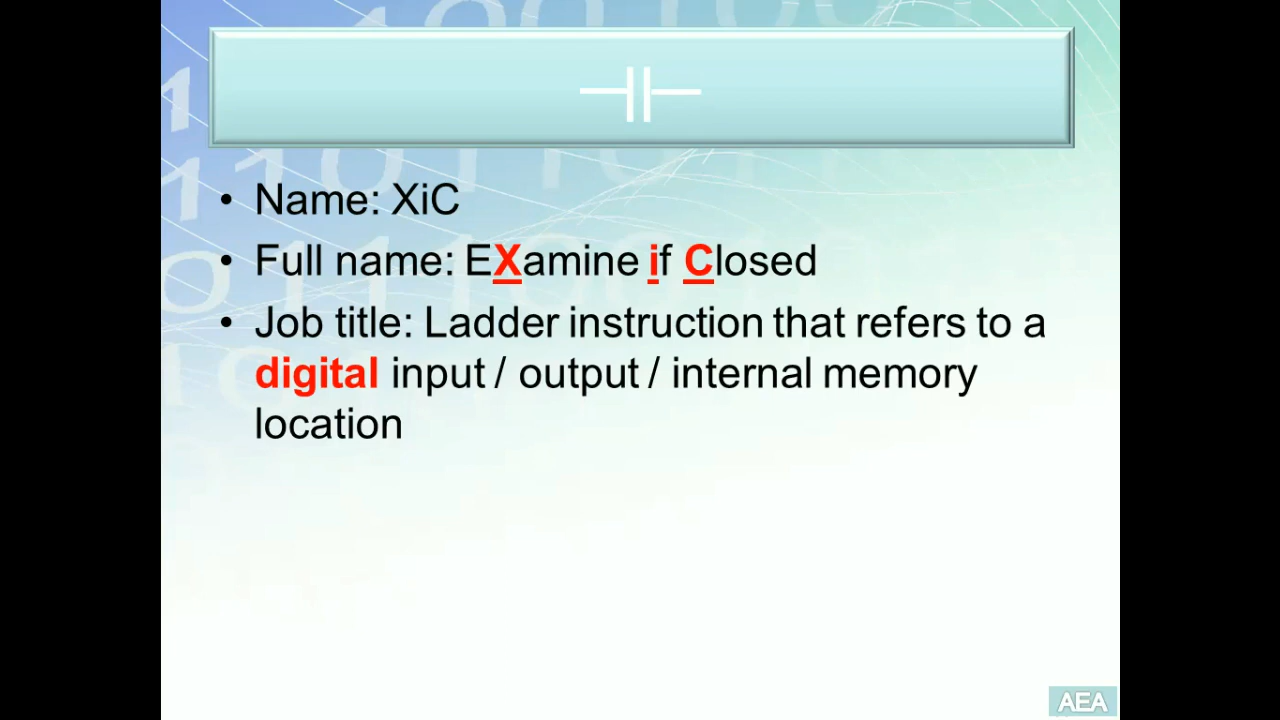 • Name: XiC
• Full name: EXamine if Closed
• Job title: Ladder instruction that refers to a
digital input / output / internal memory
location
AEA